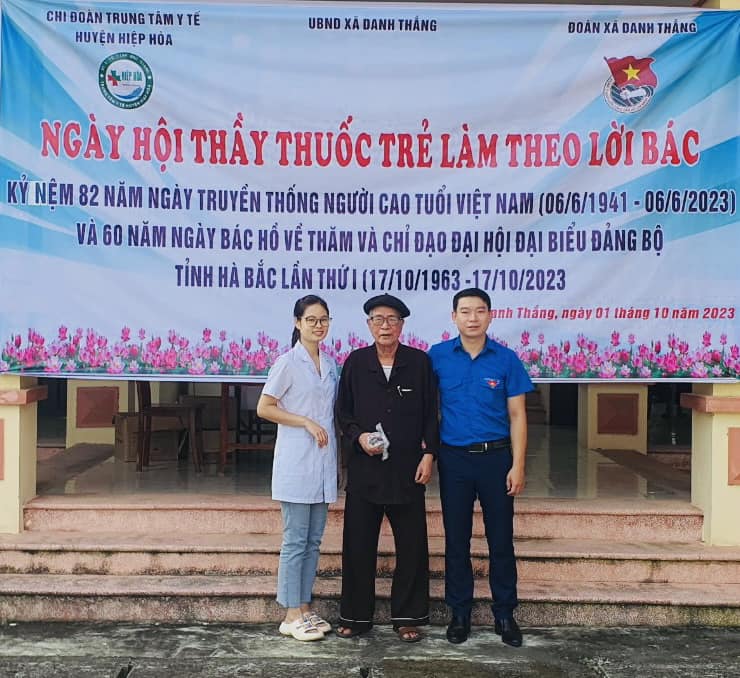 CHI ĐOÀN TRUNG TÂM Y TẾ
HUYỆN HIỆP HÒA
UBND XÃ DANH THẮNG
ĐOÀN XÃ DANH THẮNG
HIỆP HÒA
NGÀY HỘI THẦY THUỐC TRẺ LÀM THEO LỜI BÁC
KỶ NỆM 82 NĂM NGÀY TRUYỀN THỐNG NGƯỜI CAO TUỔI VIỆT NAM (06/6/1941 - 06/6/2023)
VÀ 60 NĂM NGÀY BÁC HỒ VỀ THĂM VÀ CHỈ ĐẠO ĐẠI HỘI ĐẠI BIỂU ĐẢNG BỘ
TỈNH HÀ BẮC LẦN THỨ I (17/10/1963 -17/10/2023
Thắng, ngày 01 tháng 10 năm 2023